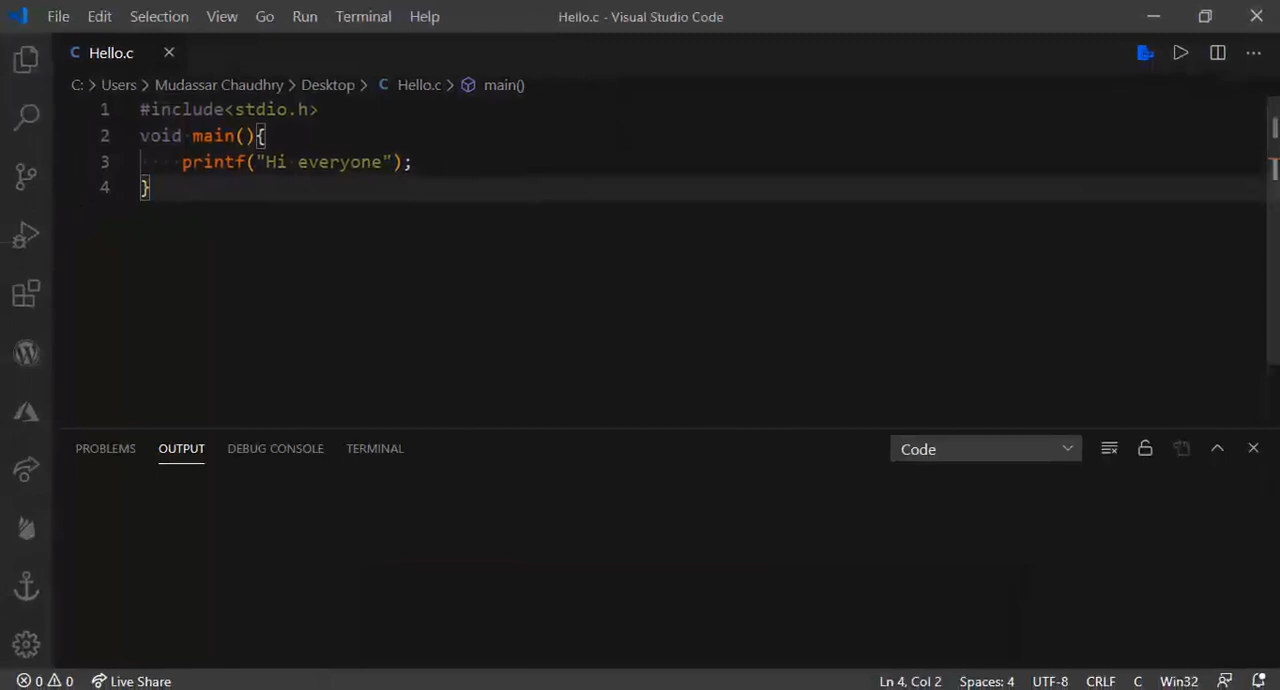 File Edit Selection View Go Run Terminal Help Hello.c - Visual Studio Code
C Hello.c
C: > Users > Mudassar Chaudhry > Desktop > C Hello.c > main()
1 #include<stdio.h>
2 void main(){
3 printf("Hi everyone");
4 }
PROBLEMS OUTPUT DEBUG CONSOLE TERMINAL Code
0 0 Live Share Ln 4, Col 2 Spaces: 4 UTF-8 CRLF C Win32